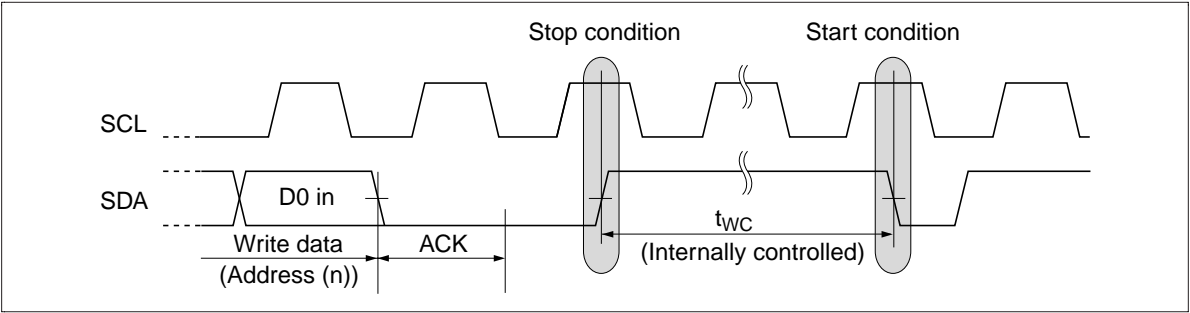 Stop condition
Start condition
SCL
SDA
D0 in
Write data
(Address (n))
ACK
tWC
(Internally controlled)